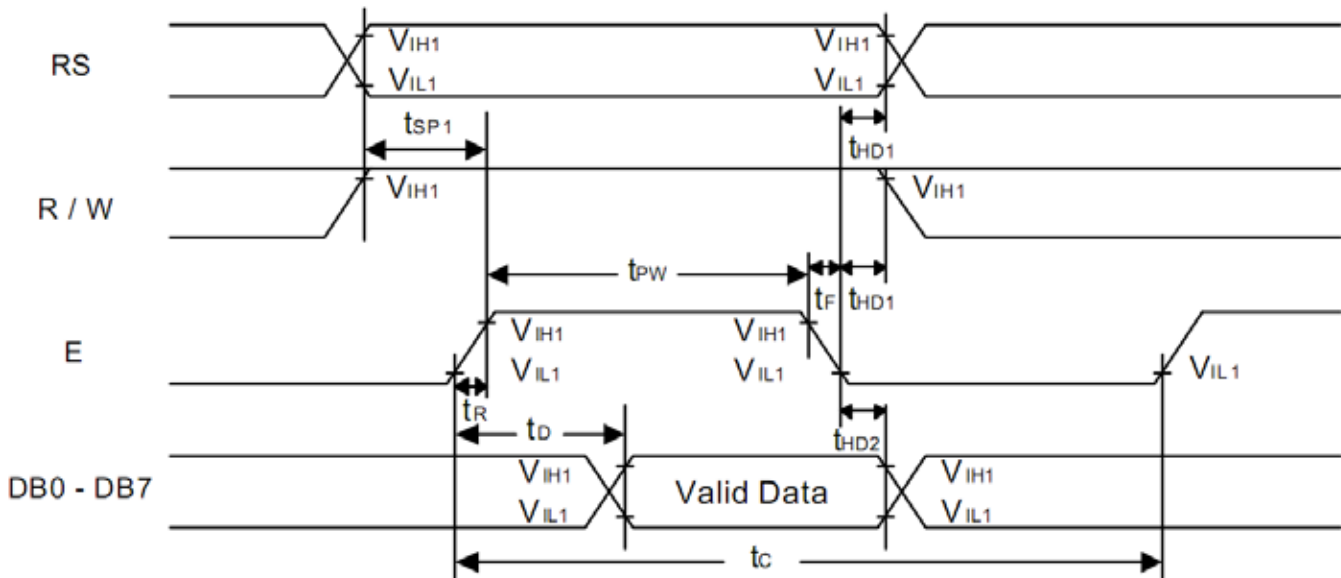 RS VIH1 VIH1
VIL1 VIL1
tSP1 tHD1
R / W VIH1 VIH1
tPW tF tHD1
E VIH1 VIH1
VIL1 VIL1 VIL1
tR tD tHD2
DB0 - DB7 VIH1 Valid Data VIH1
VIL1 VIL1
tC